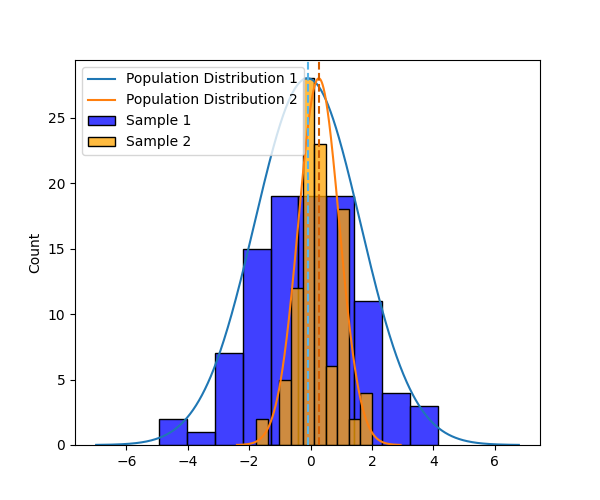 Population Distribution 1
Population Distribution 2
Sample 1
Sample 2
Count
25
20
15
10
5
0
−6
−4
−2
0
2
4
6